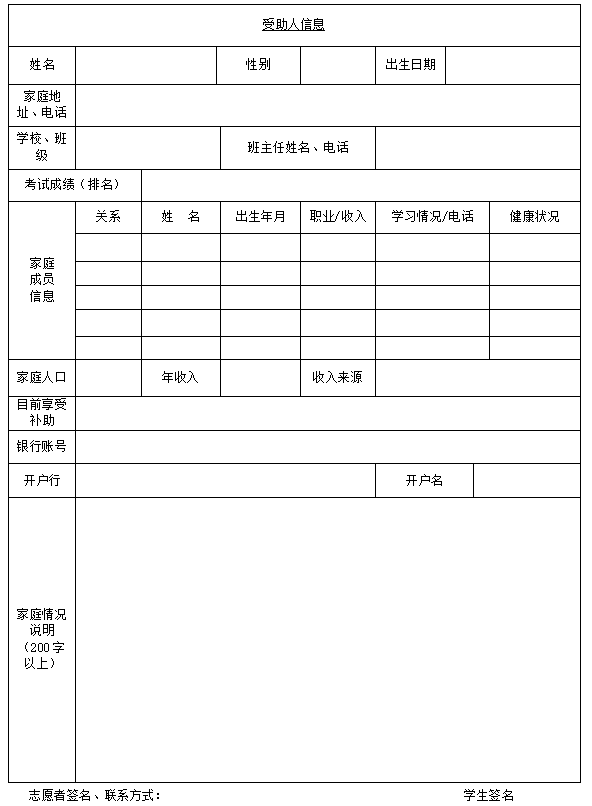 受助人信息
姓名 性别 出生日期
家庭地
址、电话
学校、班
级
班主任姓名、电话
考试成绩（排名）
关系 姓 名 出生年月 职业/收入 学习情况/电话 健康状况
家庭
成员
信息
家庭人口 年收入 收入来源
目前享受
补助
银行账号
开户行 开户名
家庭情况
说明
（200字
以上）
志愿者签名、联系方式： 学生签名